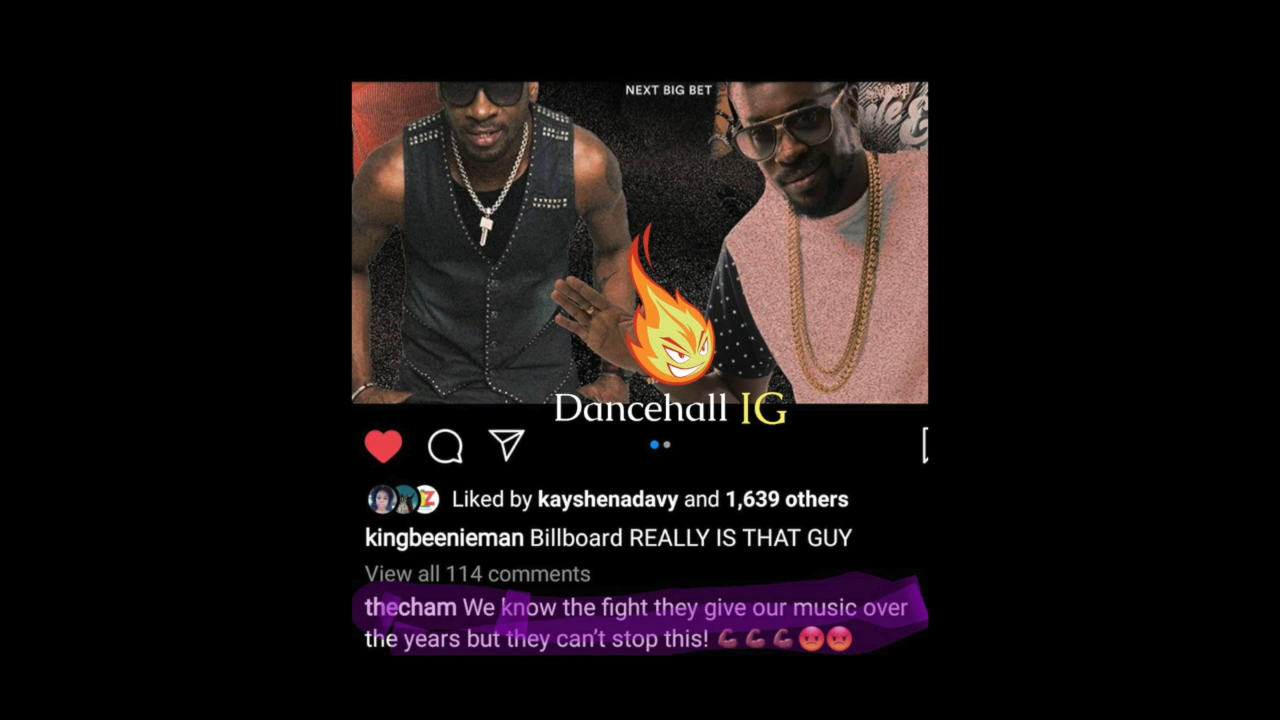 NEXT BIG BET
Dancehall IG
Liked by kayshenadavy and 1,639 others
kingbeenieman Billboard REALLY IS THAT GUY
View all 114 comments
thecham We know the fight they give our music over
the years but they can't stop this! 💪🏿💪🏿💪🏿😡😡